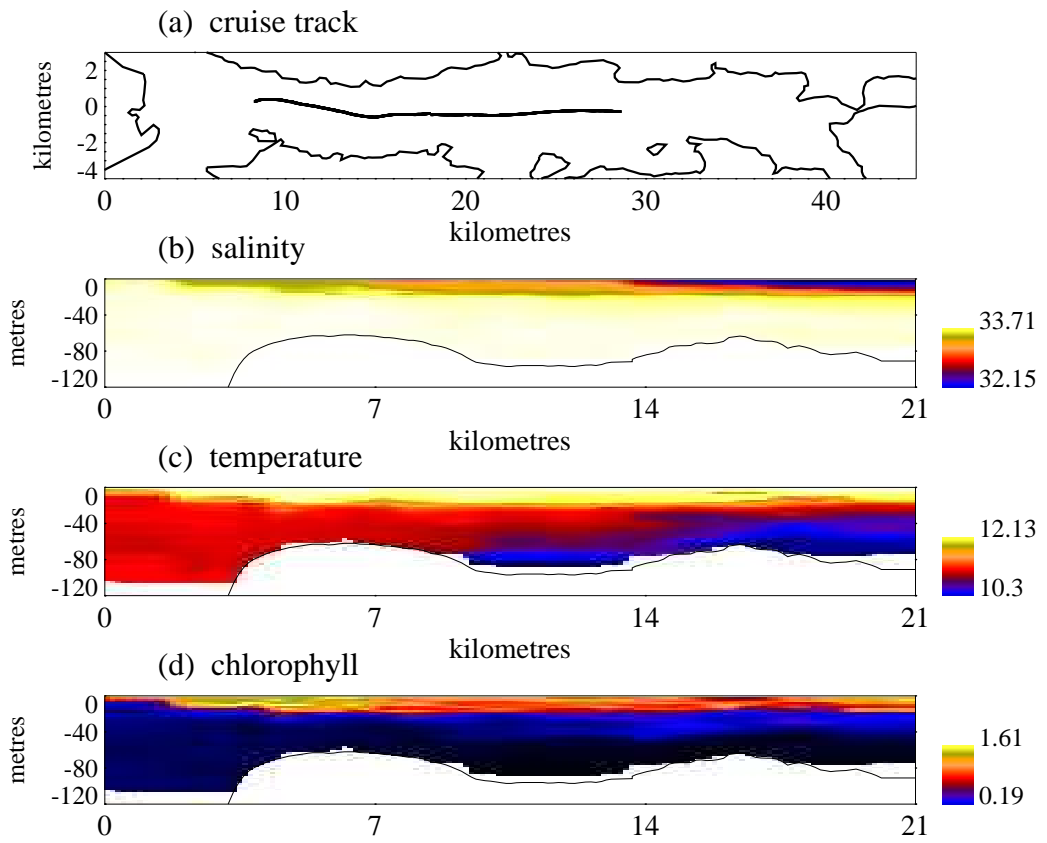 (a) cruise track
kilometres
2
0
-2
-4
0 10 20 30 40
kilometres
(b) salinity
metres
0
-40
-80
-120
0 7 14 21
kilometres
33.71
32.15
(c) temperature
metres
0
-40
-80
-120
0 7 14 21
kilometres
12.13
10.3
(d) chlorophyll
metres
0
-40
-80
-120
0 7 14 21
1.61
0.19